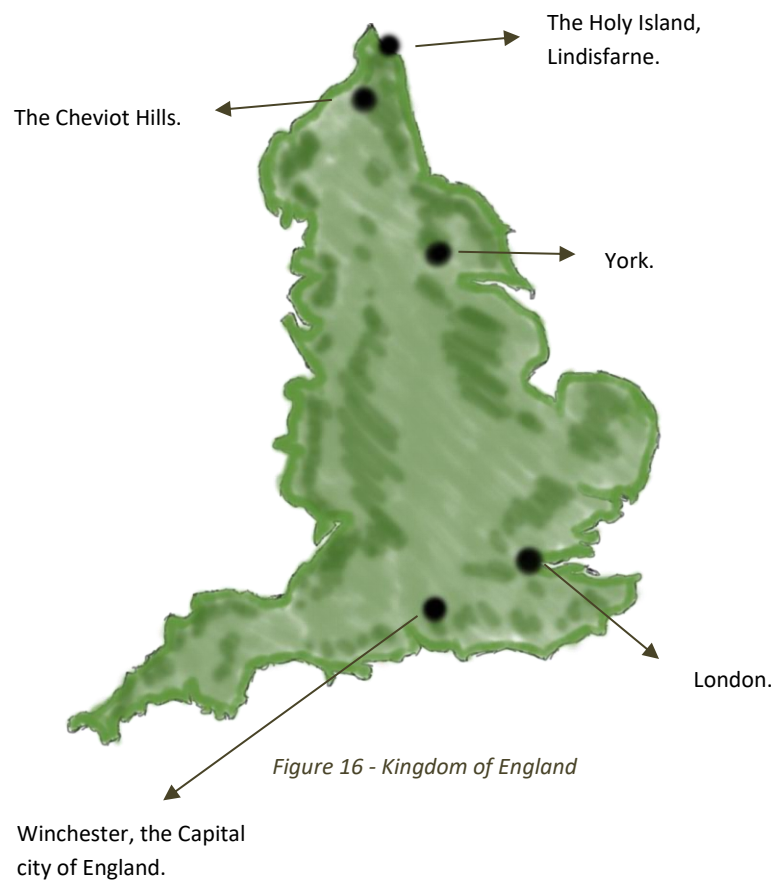 The Holy Island,
Lindisfarne.
The Cheviot Hills.
York.
London.
Figure 16 - Kingdom of England
Winchester, the Capital
city of England.